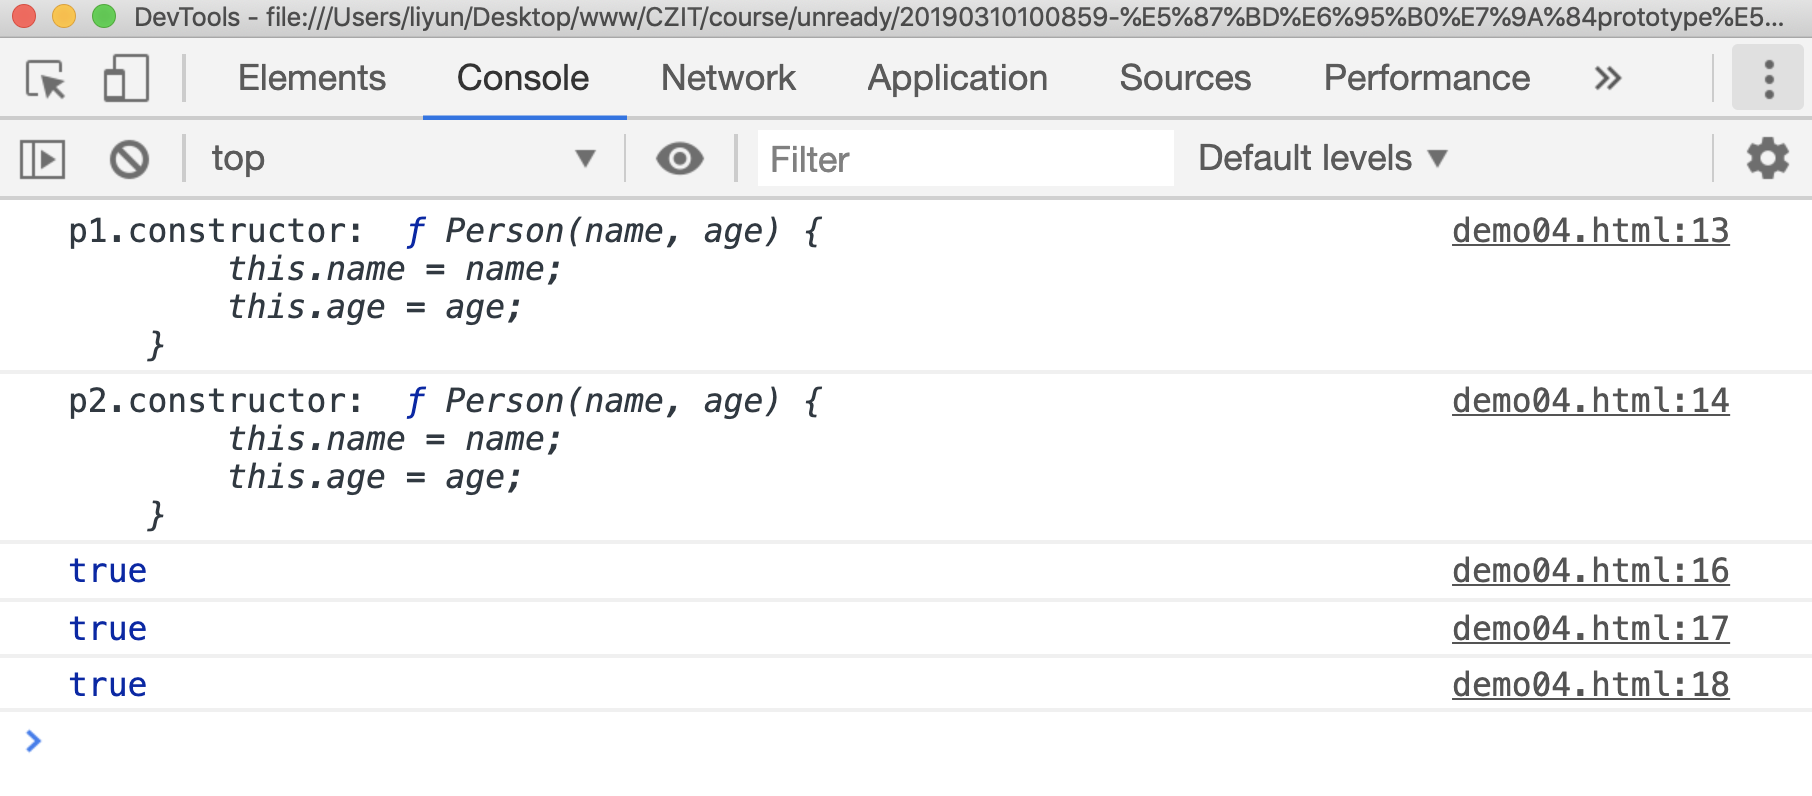 DevTools - file:///Users/liyun/Desktop/www/CZIT/course/unready/20190310100859-%E5%87%BD%E6%95%B0%E7%9A%84prototype%E5...
Elements Console Network Application Sources Performance
top Filter Default levels
p1.constructor: ƒ Person(name, age) { demo04.html:13
this.name = name;
this.age = age;
}
p2.constructor: ƒ Person(name, age) { demo04.html:14
this.name = name;
this.age = age;
}
true demo04.html:16
true demo04.html:17
true demo04.html:18